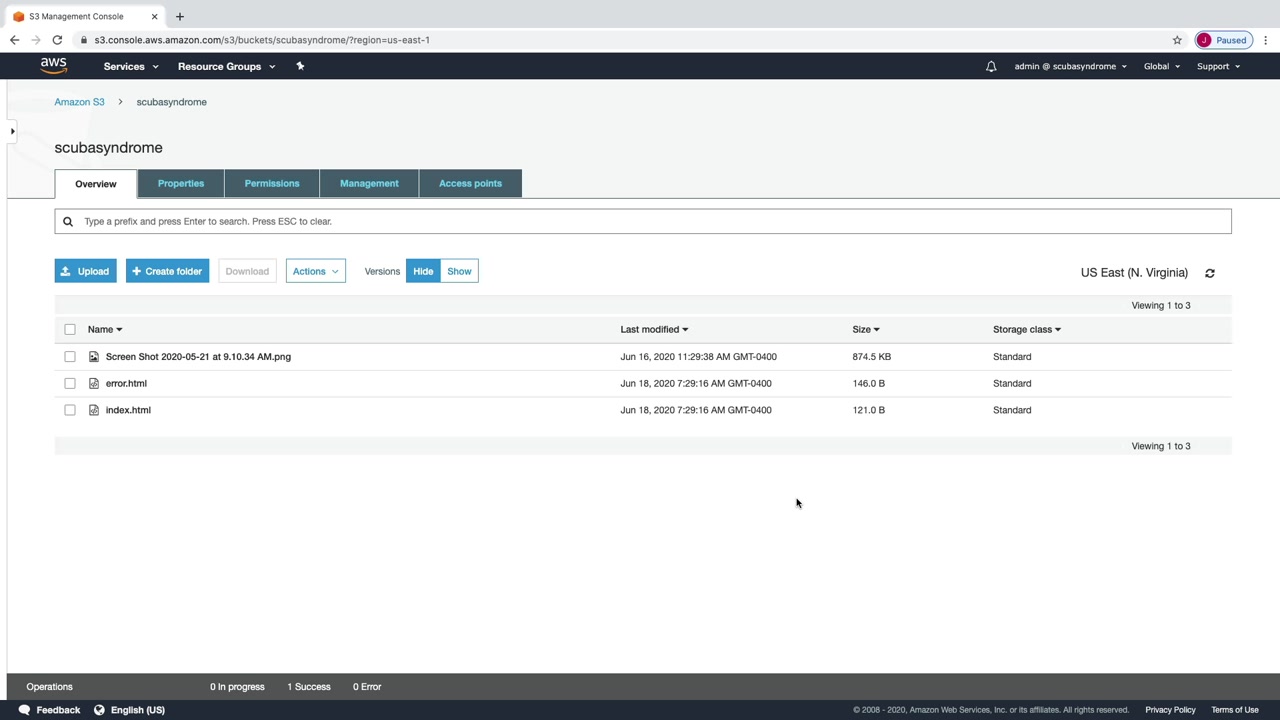 S3 Management Console
s3.console.aws.amazon.com/s3/buckets/scubasyndrome/?region=us-east-1
J Paused
aws Services Resource Groups admin @ scubasyndrome Global Support
Amazon S3 > scubasyndrome
scubasyndrome
Overview Properties Permissions Management Access points
Type a prefix and press Enter to search. Press ESC to clear.
Upload + Create folder Download Actions Versions Hide Show US East (N. Virginia)
Viewing 1 to 3
Name Last modified Size Storage class
Screen Shot 2020-05-21 at 9.10.34 AM.png Jun 16, 2020 11:29:38 AM GMT-0400 874.5 KB Standard
error.html Jun 18, 2020 7:29:16 AM GMT-0400 146.0 B Standard
index.html Jun 18, 2020 7:29:16 AM GMT-0400 121.0 B Standard
Viewing 1 to 3
Operations 0 In progress 1 Success 0 Error
Feedback English (US) © 2008 - 2020, Amazon Web Services, Inc. or its affiliates. All rights reserved. Privacy Policy Terms of Use